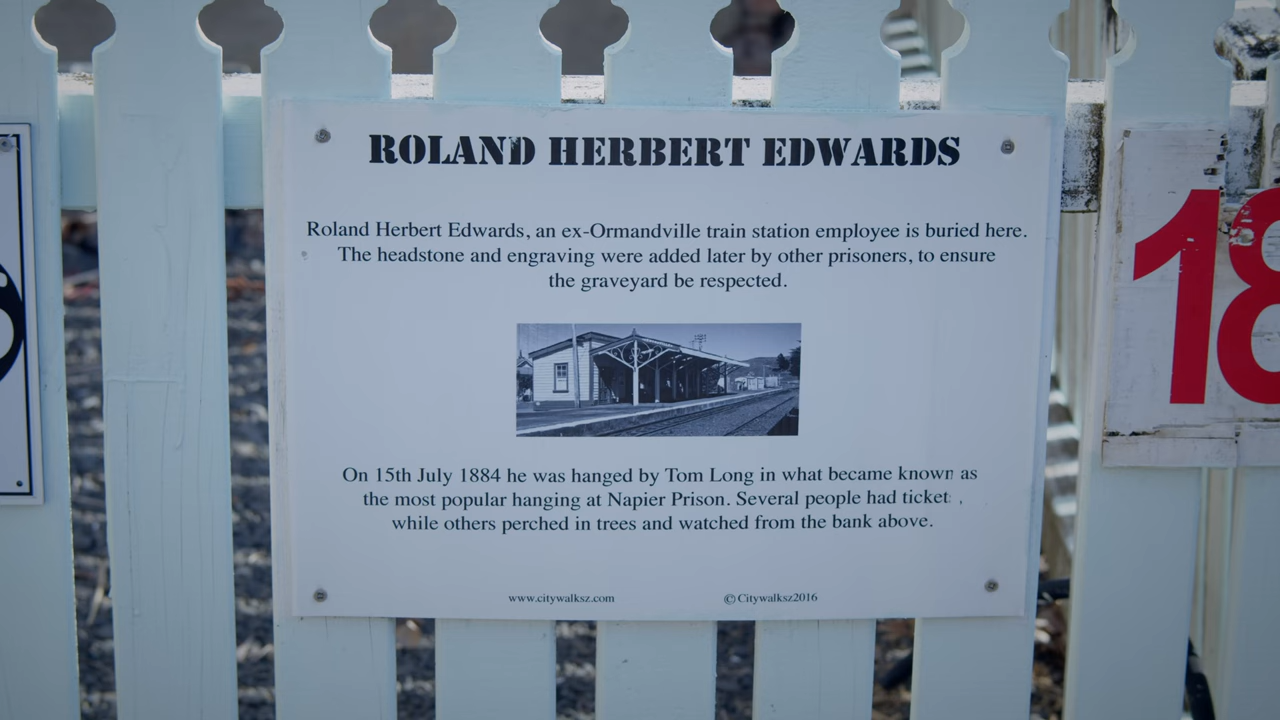 ROLAND HERBERT EDWARDS
Roland Herbert Edwards, an ex-Ormandville train station employee is buried here.
The headstone and engraving were added later by other prisoners, to ensure
the graveyard be respected.
On 15th July 1884 he was hanged by Tom Long in what became known as
the most popular hanging at Napier Prison. Several people had ticket ,
while others perched in trees and watched from the bank above.
www.citywalksz.com
© Citywalksz2016
18